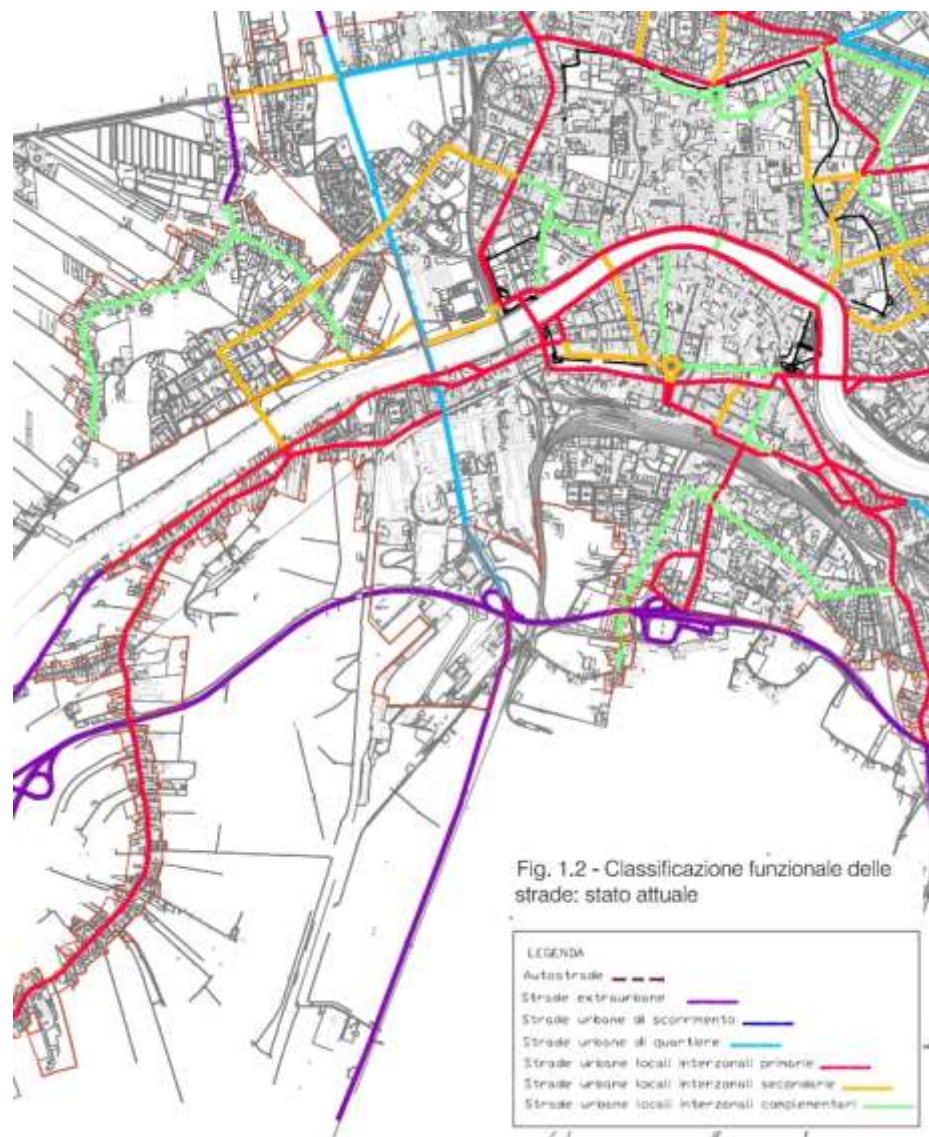 Fig. 1.2 - Classificazione funzionale delle
strade: stato attuale
LEGENDA
Autostrade
Strade extraurbane
Strade urbane di scorrimento
Strade urbane di quartiere
Strade urbane locali interzonali primarie
Strade urbane locali interzonali secondarie
Strade urbane locali interzonali complementari